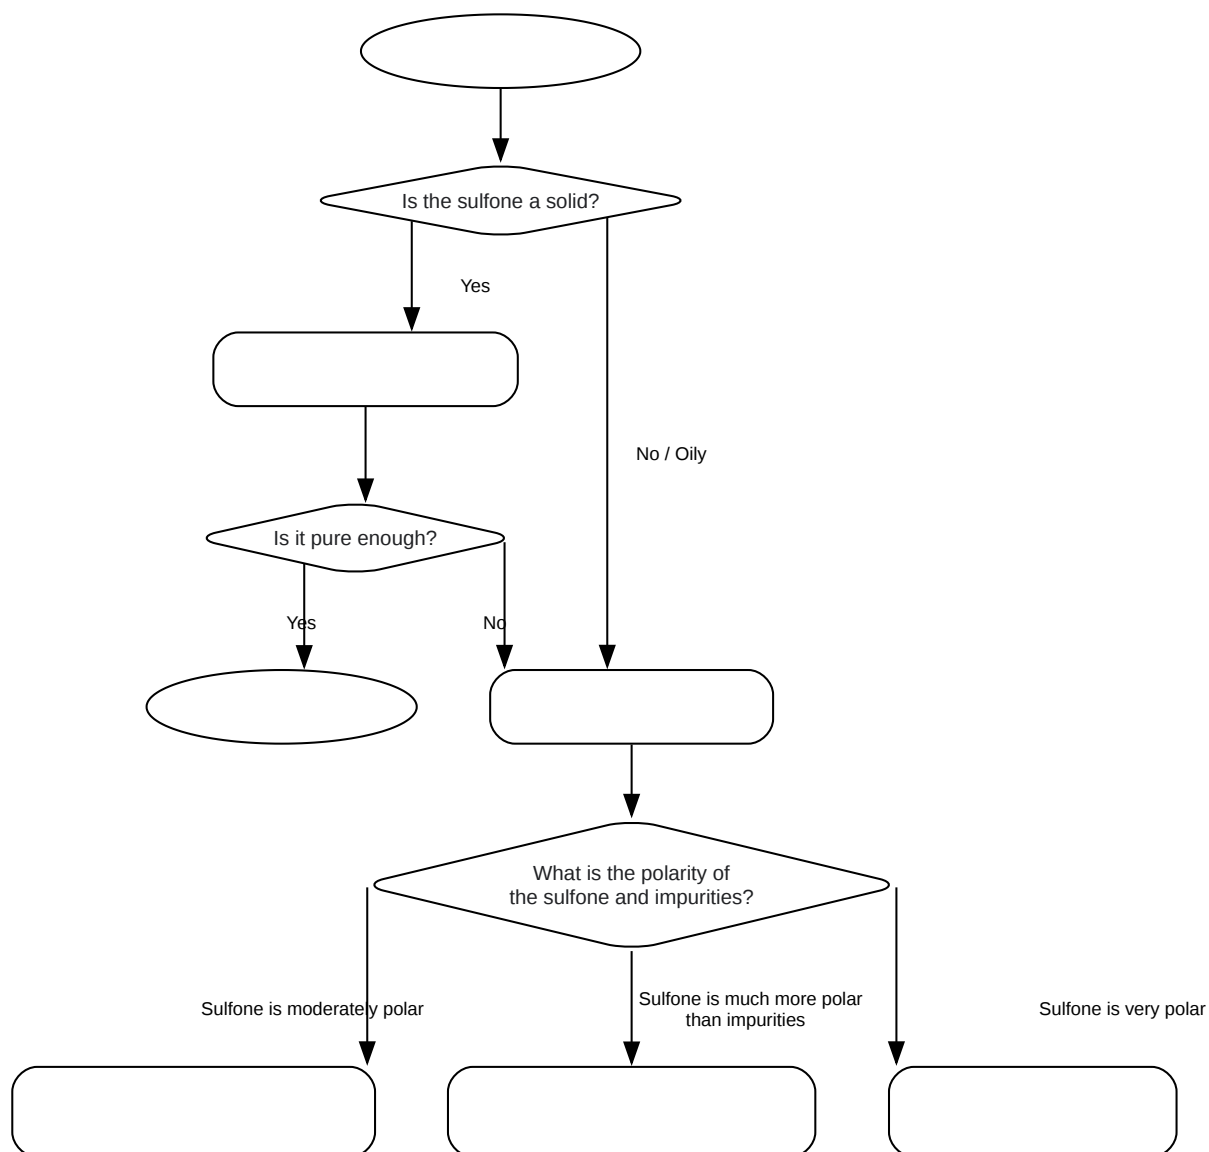 Is the sulfone a solid?
Yes
No / Oily
Is it pure enough?
Yes
No
What is the polarity of
the sulfone and impurities?
Sulfone is moderately polar
Sulfone is much more polar
than impurities
Sulfone is very polar